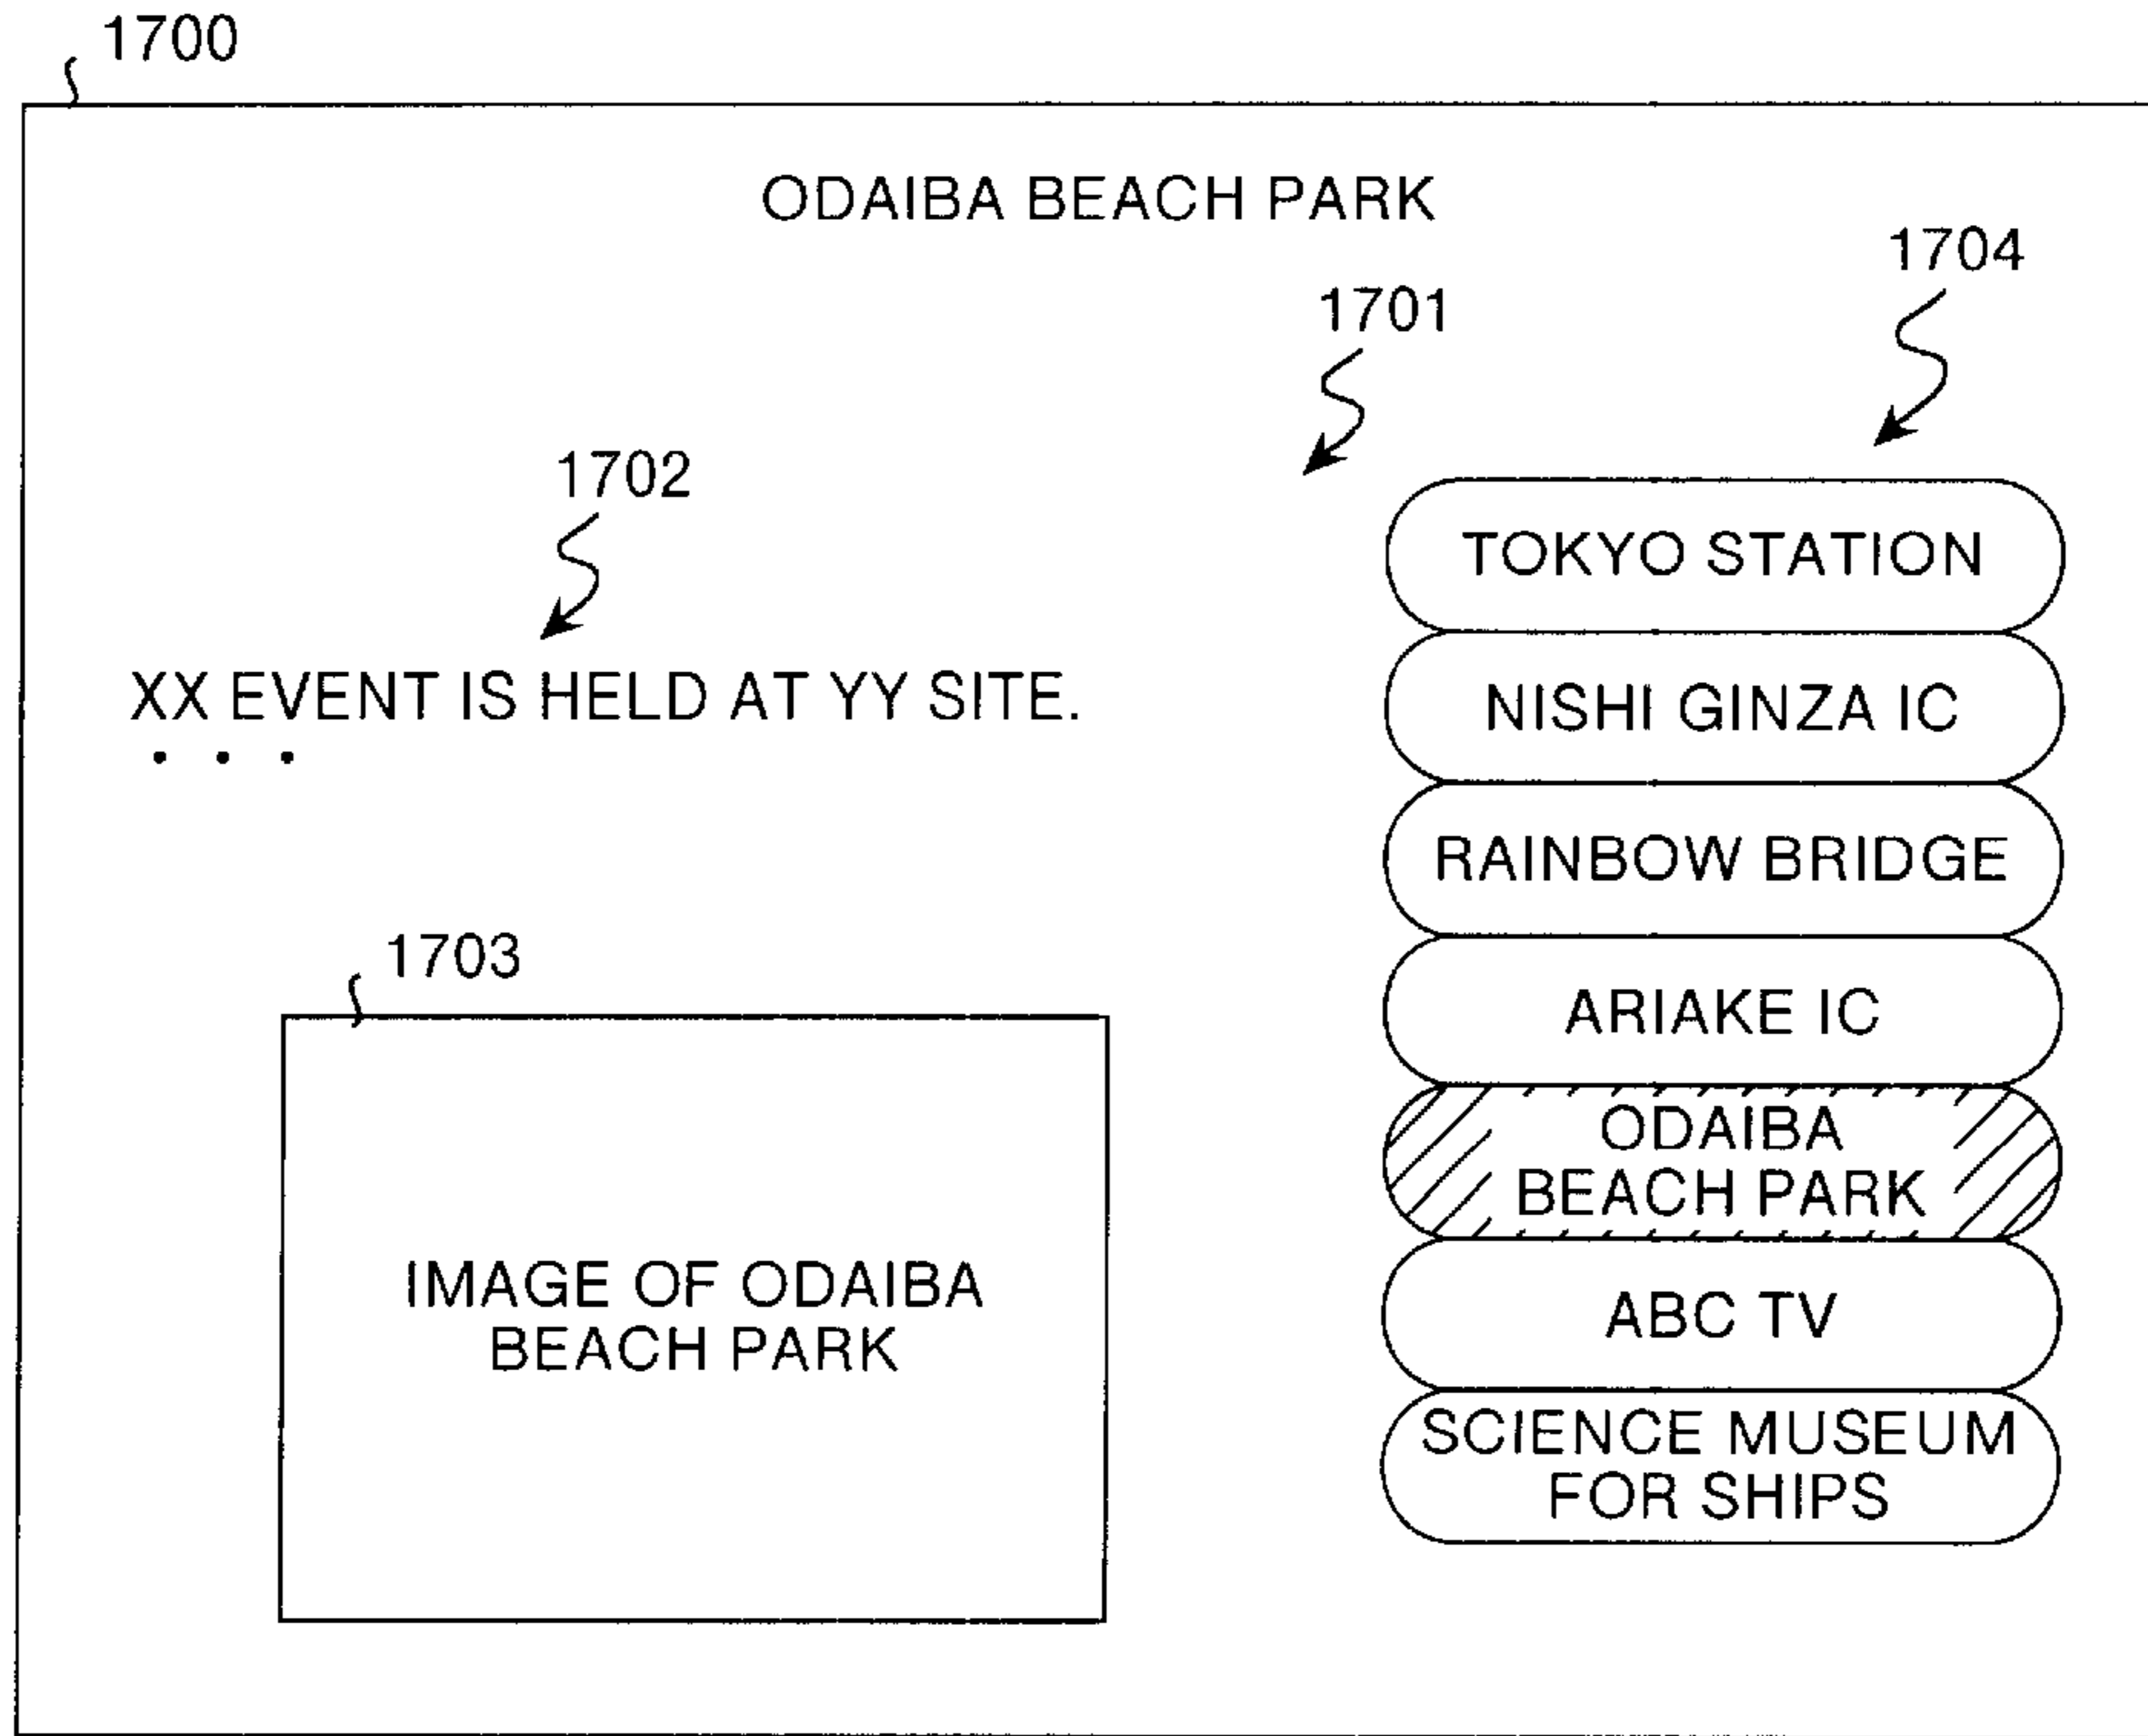 1700
ODAIBA BEACH PARK
1704
1701
1702
XX EVENT IS HELD AT YY SITE.
. . .
1703
IMAGE OF ODAIBA
BEACH PARK
TOKYO STATION
NISHI GINZA IC
RAINBOW BRIDGE
ARIAKE IC
ODAIBA
BEACH PARK
ABC TV
SCIENCE MUSEUM
FOR SHIPS